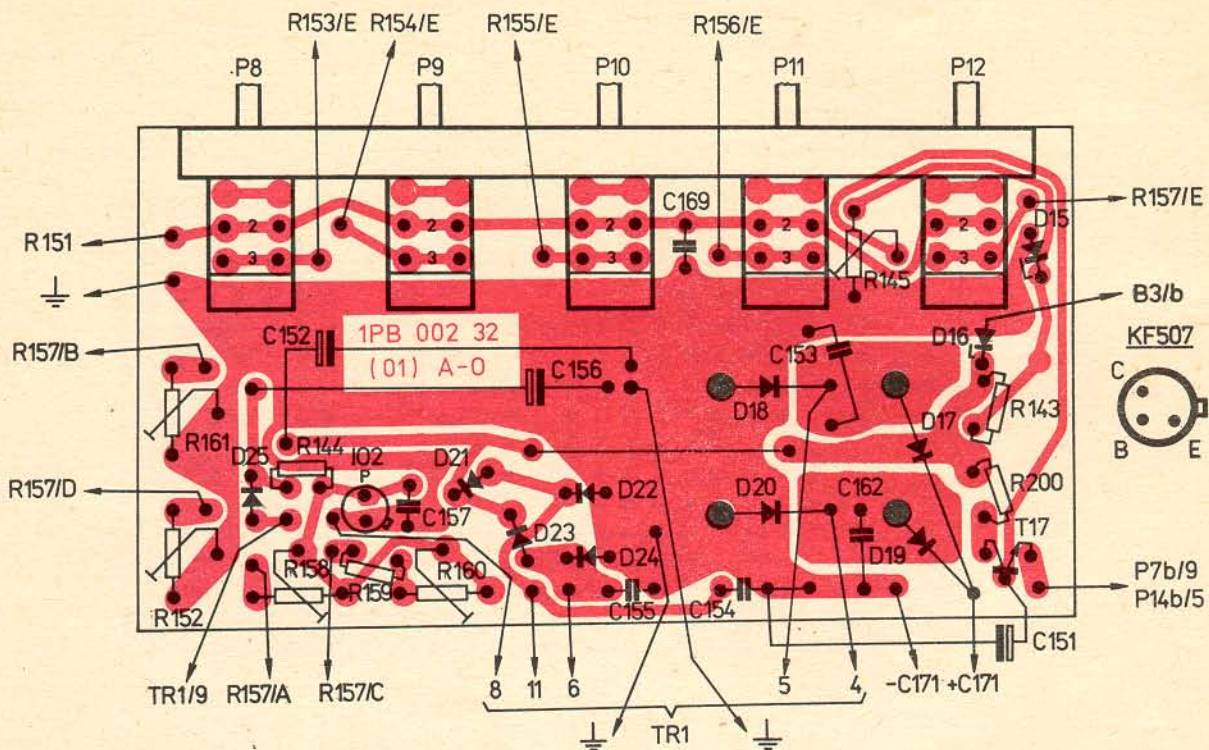 R153/E R154/E R155/E R156/E
P8 P9 P10 P11 P12
C169
2 2 2 2 2
R157/E
D15
R151
3 3 3 3 3
R145
B3/b
1PB 002 32
(01) A-0
C152
D16
KF507
R157/B
C153
C156
C
D18
D17
R143
R161
B E
R144 IO2
P
D25
D21
R157/D
D22
D20
C162
R200
C157
D23
T17
D24
D19
R158
R160
R159
P7b/9
P14b/5
R152
C155
C154
C151
TR1/9 R157/A R157/C 8 11 6 5 4 -C171 +C171
TR1